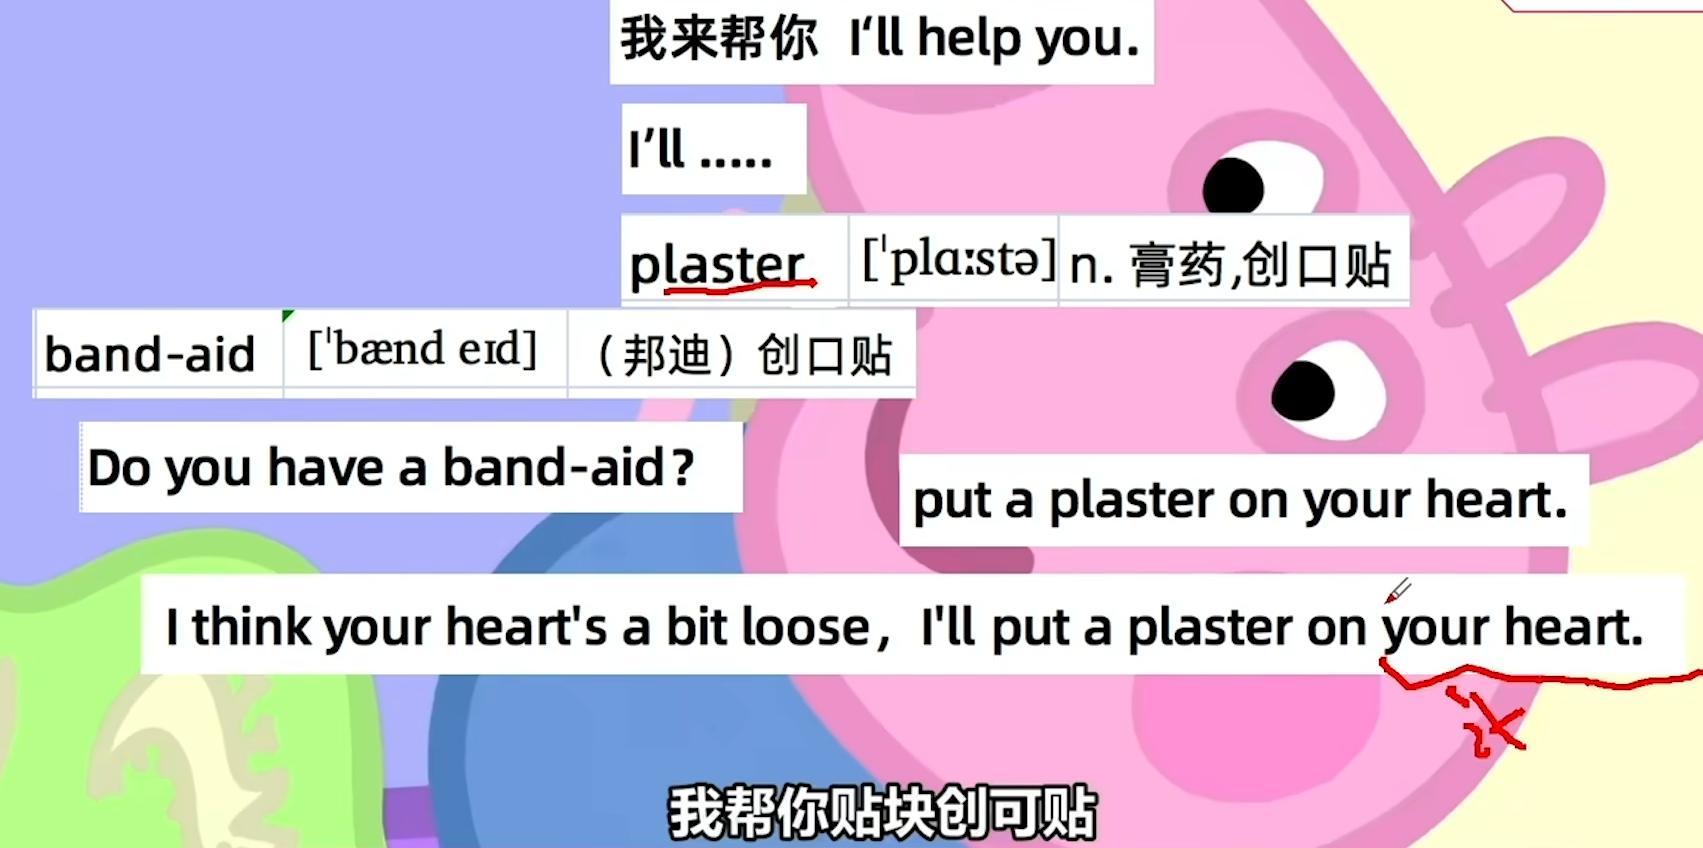 我来帮你 I‘ll help you.
I’ll .....
plaster ['plɑːstə] n. 膏药,创口贴
band-aid ['bænd eɪd] （邦迪）创口贴
Do you have a band-aid?
put a plaster on your heart.
I think your heart's a bit loose，I'll put a plaster on your heart.
我帮你贴块创可贴